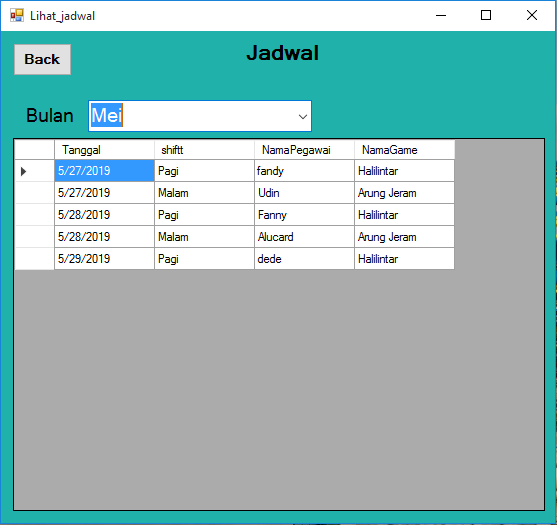 Lihat_jadwal
Back
Jadwal
Bulan Mei
Tanggal shiftt NamaPegawai NamaGame
5/27/2019 Pagi fandy Halilintar
5/27/2019 Malam Udin Arung Jeram
5/28/2019 Pagi Fanny Halilintar
5/28/2019 Malam Alucard Arung Jeram
5/29/2019 Pagi dede Halilintar